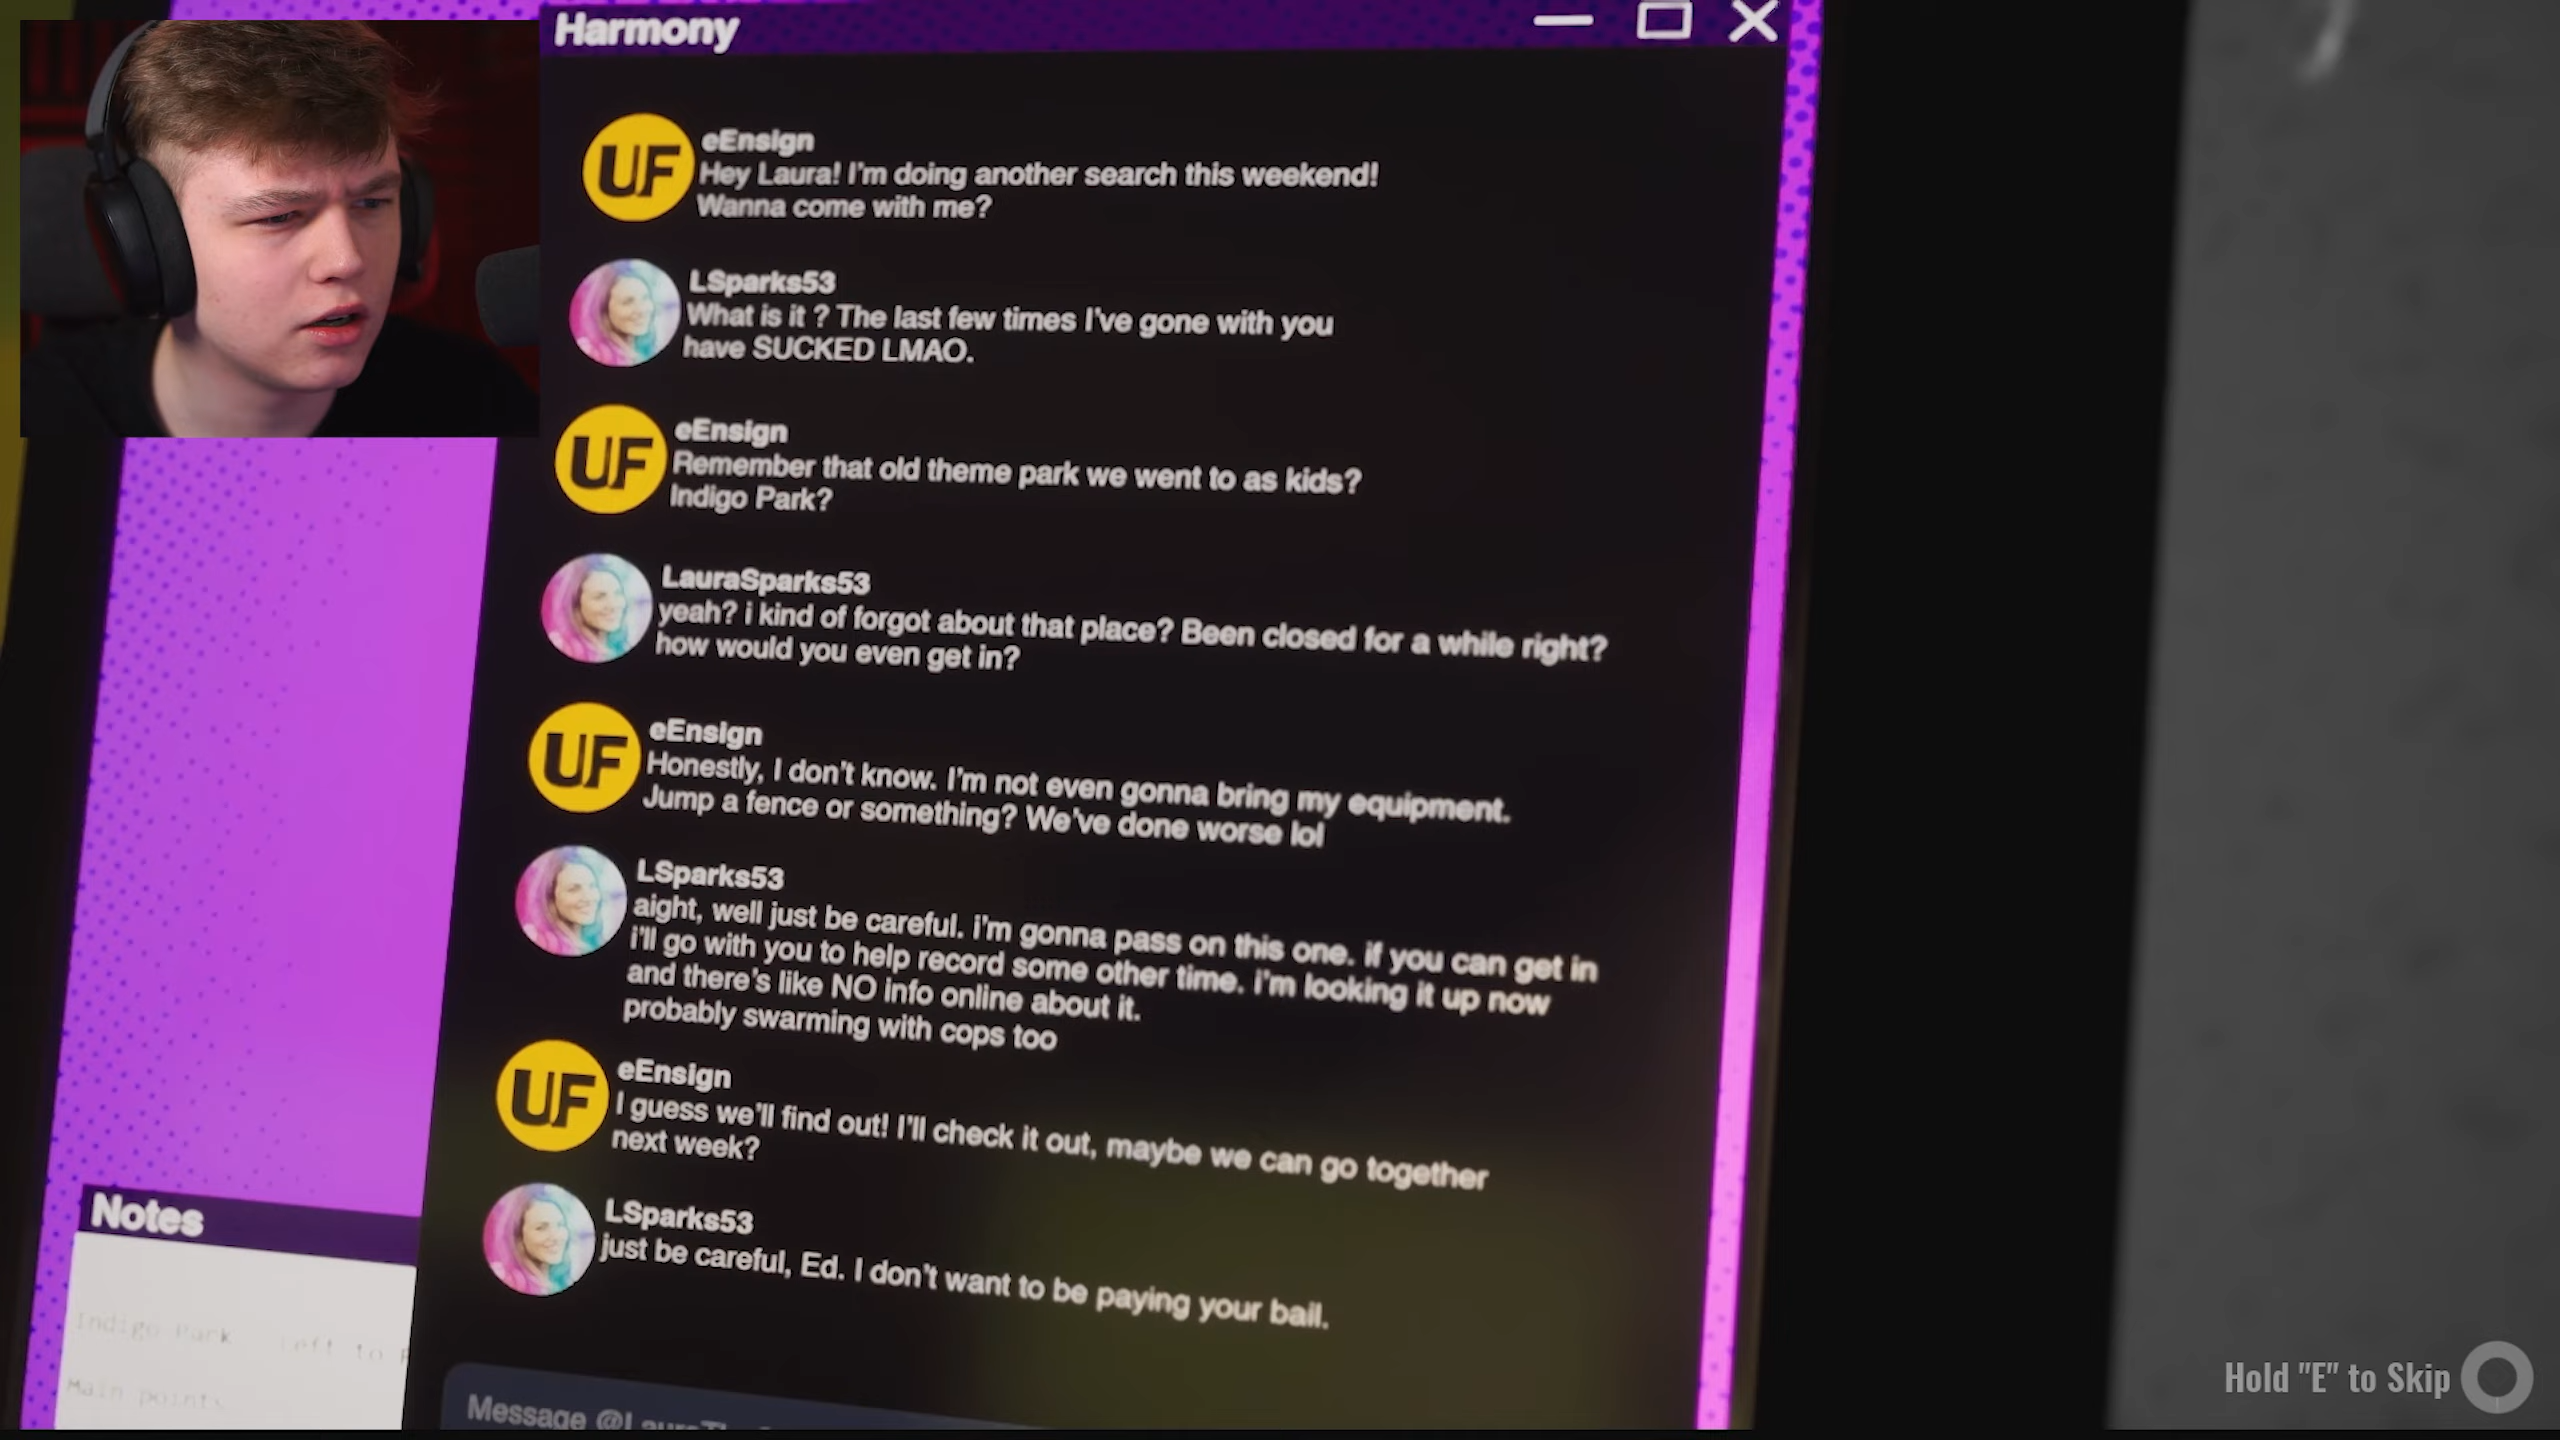 Harmony
UF
eEnsign
Hey Laura! I'm doing another search this weekend!
Wanna come with me?
LSparks53
What is it ? The last few times I've gone with you
have SUCKED LMAO.
UF
eEnsign
Remember that old theme park we went to as kids?
Indigo Park?
LauraSparks53
yeah? i kind of forgot about that place? Been closed for a while right?
how would you even get in?
UF
eEnsign
Honestly, I don't know. I'm not even gonna bring my equipment.
Jump a fence or something? We've done worse lol
LSparks53
aight, well just be careful. i'm gonna pass on this one. if you can get in
i'll go with you to help record some other time. i'm looking it up now
and there's like NO info online about it.
probably swarming with cops too
UF
eEnsign
I guess we'll find out! I'll check it out, maybe we can go together
next week?
LSparks53
just be careful, Ed. I don't want to be paying your bail.
Message
Notes
Indigo Park Left to
Main points
Hold "E" to Skip